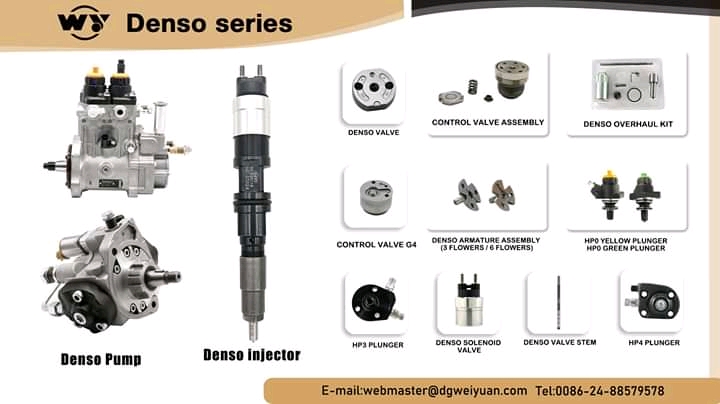 WY Denso series
DENSO VALVE
CONTROL VALVE ASSEMBLY
DENSO OVERHAUL KIT
CONTROL VALVE G4
DENSO ARMATURE ASSEMBLY
(3 FLOWERS / 6 FLOWERS)
HP0 YELLOW PLUNGER
HP0 GREEN PLUNGER
HP3 PLUNGER
DENSO SOLENOID
VALVE
DENSO VALVE STEM
HP4 PLUNGER
Denso Pump
Denso injector
E-mail:webmaster@dgweiyuan.com Tel:0086-24-88579578